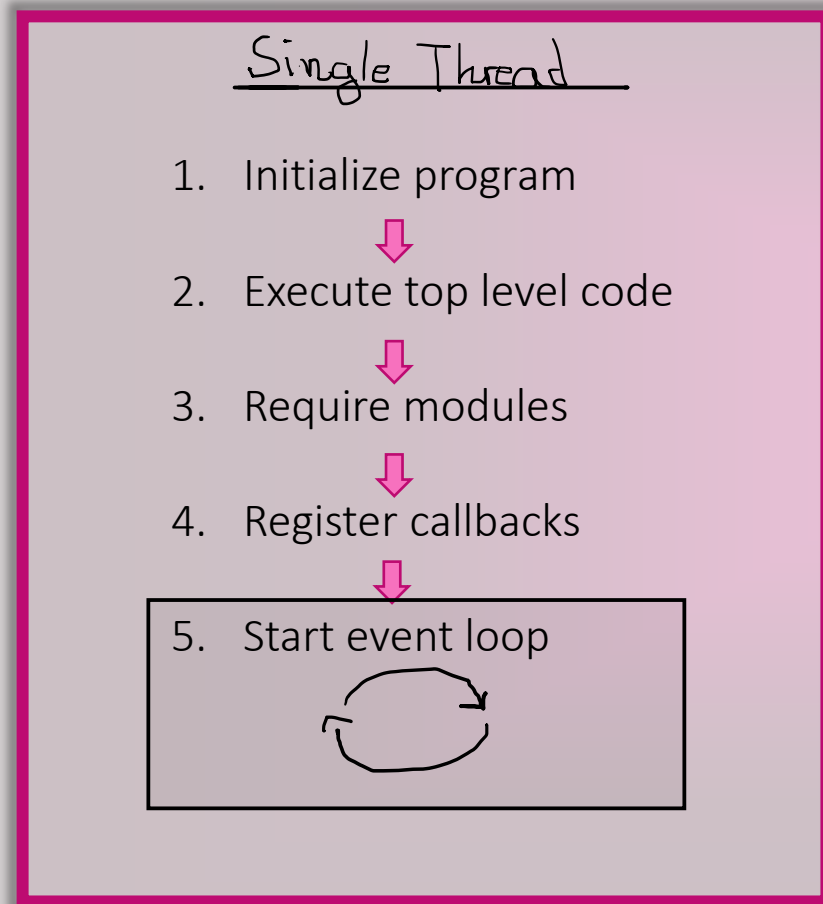 Single Thread
1. Initialize program
2. Execute top level code
3. Require modules
4. Register callbacks
5. Start event loop